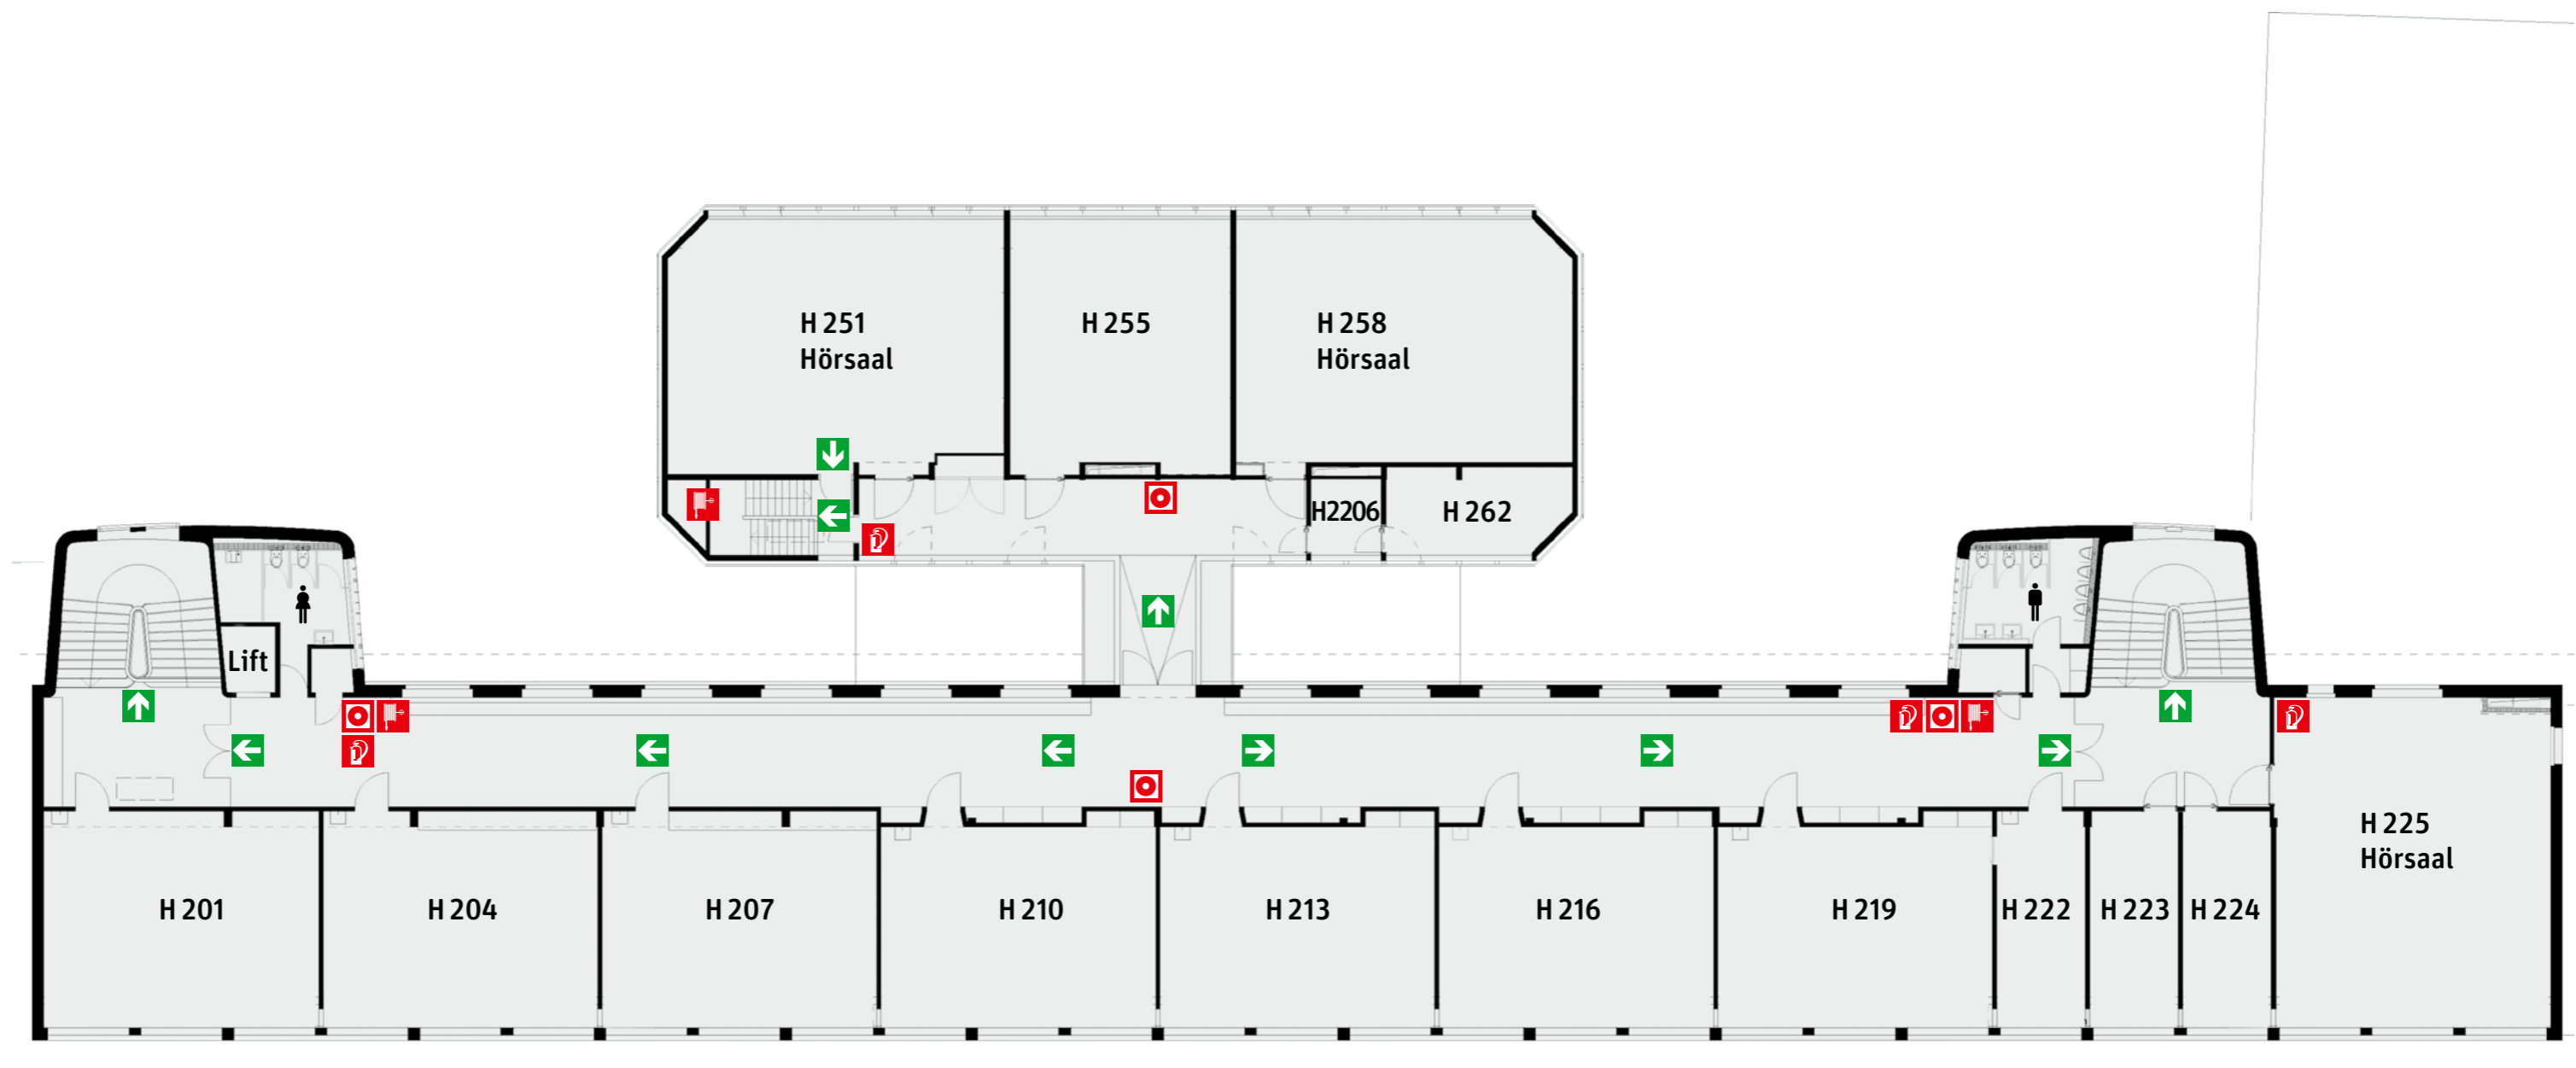 H 251
Hörsaal
H 255
H 258
Hörsaal
H2206
H 262
Lift
H 225
Hörsaal
H 201
H 204
H 207
H 210
H 213
H 216
H 219
H 222
H 223
H 224